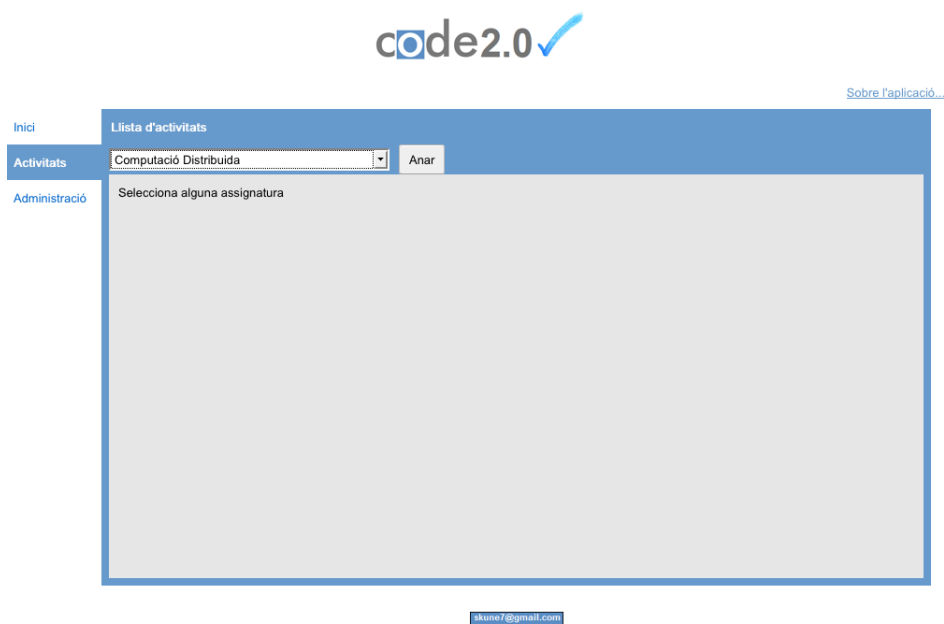 code2.0
Sobre l'aplicació...
Inici
Llista d'activitats
Activitats
Computació Distribuida
Anar
Administració
Selecciona alguna assignatura
skune7@gmail.com